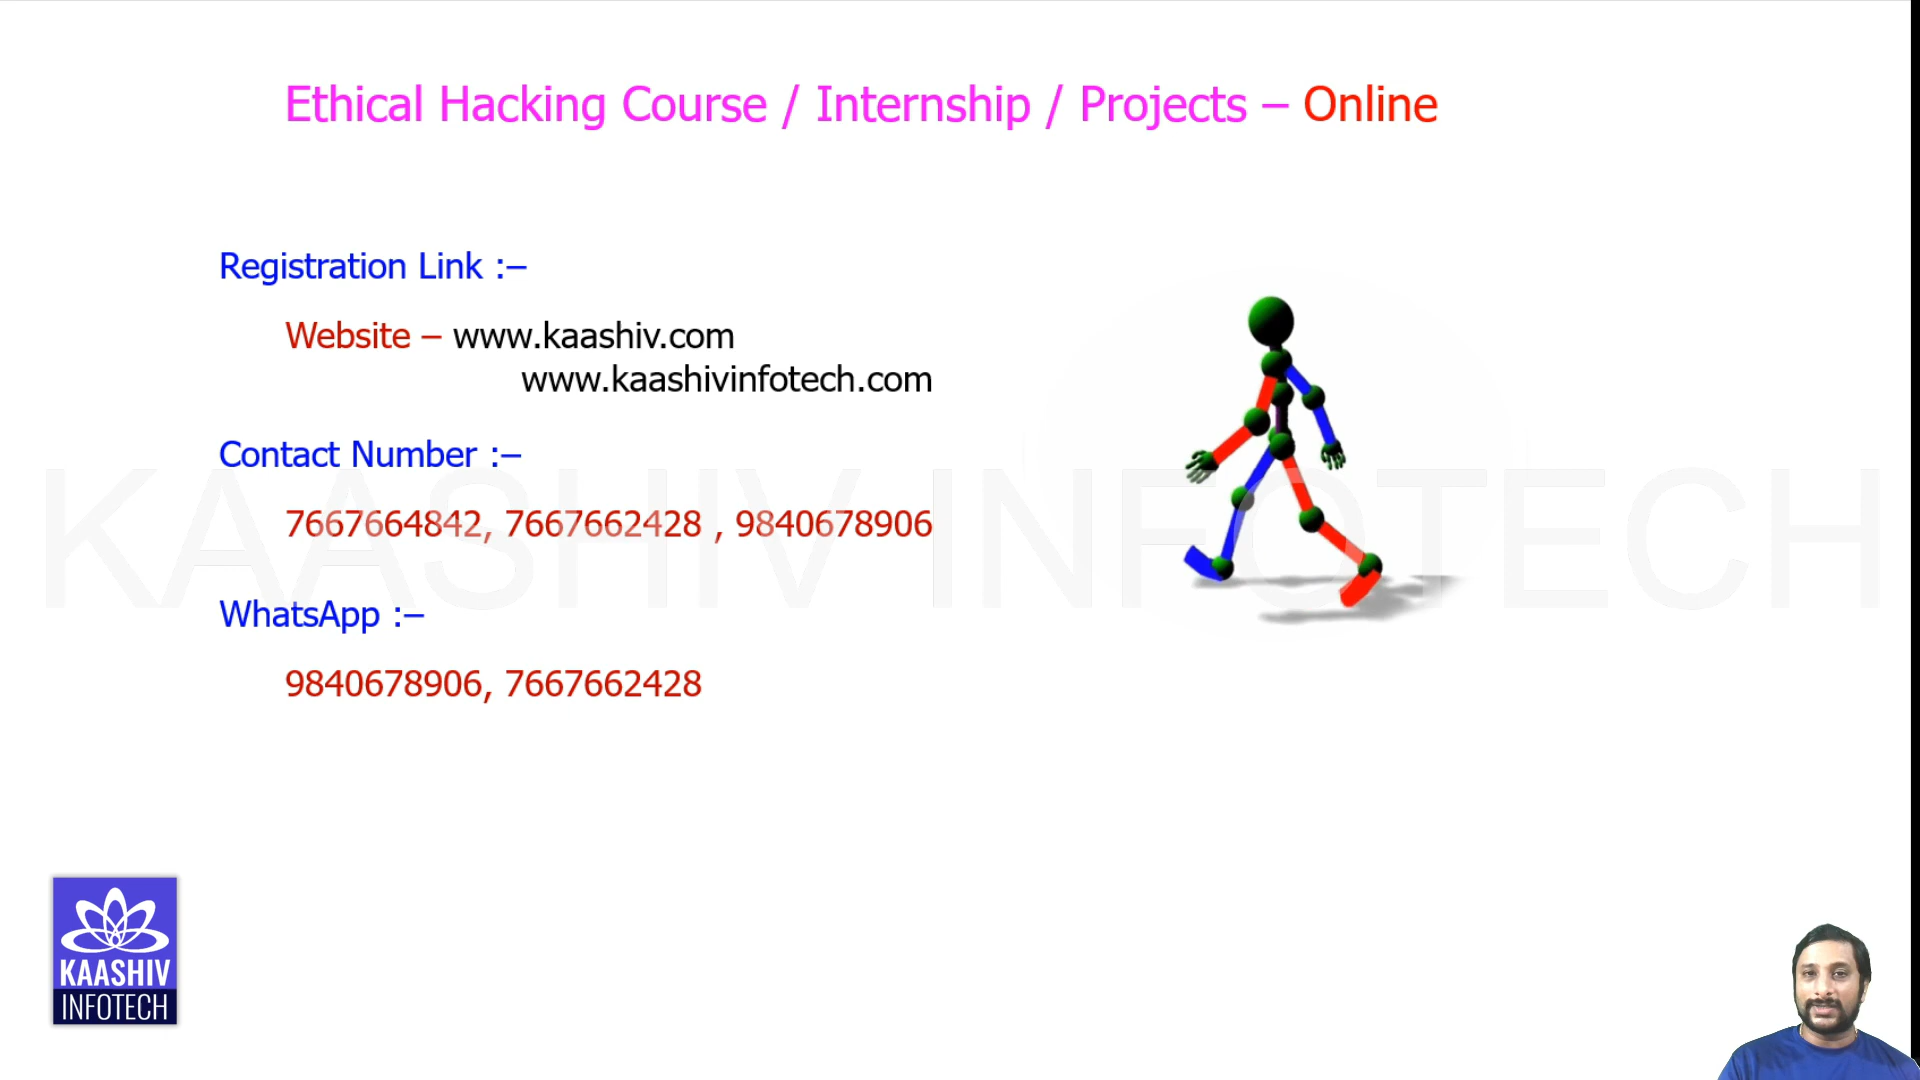 Ethical Hacking Course / Internship / Projects – Online
Registration Link :–
Website – www.kaashiv.com
www.kaashivinfotech.com
Contact Number :–
7667664842, 7667662428 , 9840678906
KAASHIV INFOTECH
WhatsApp :–
9840678906, 7667662428
KAASHIV
INFOTECH